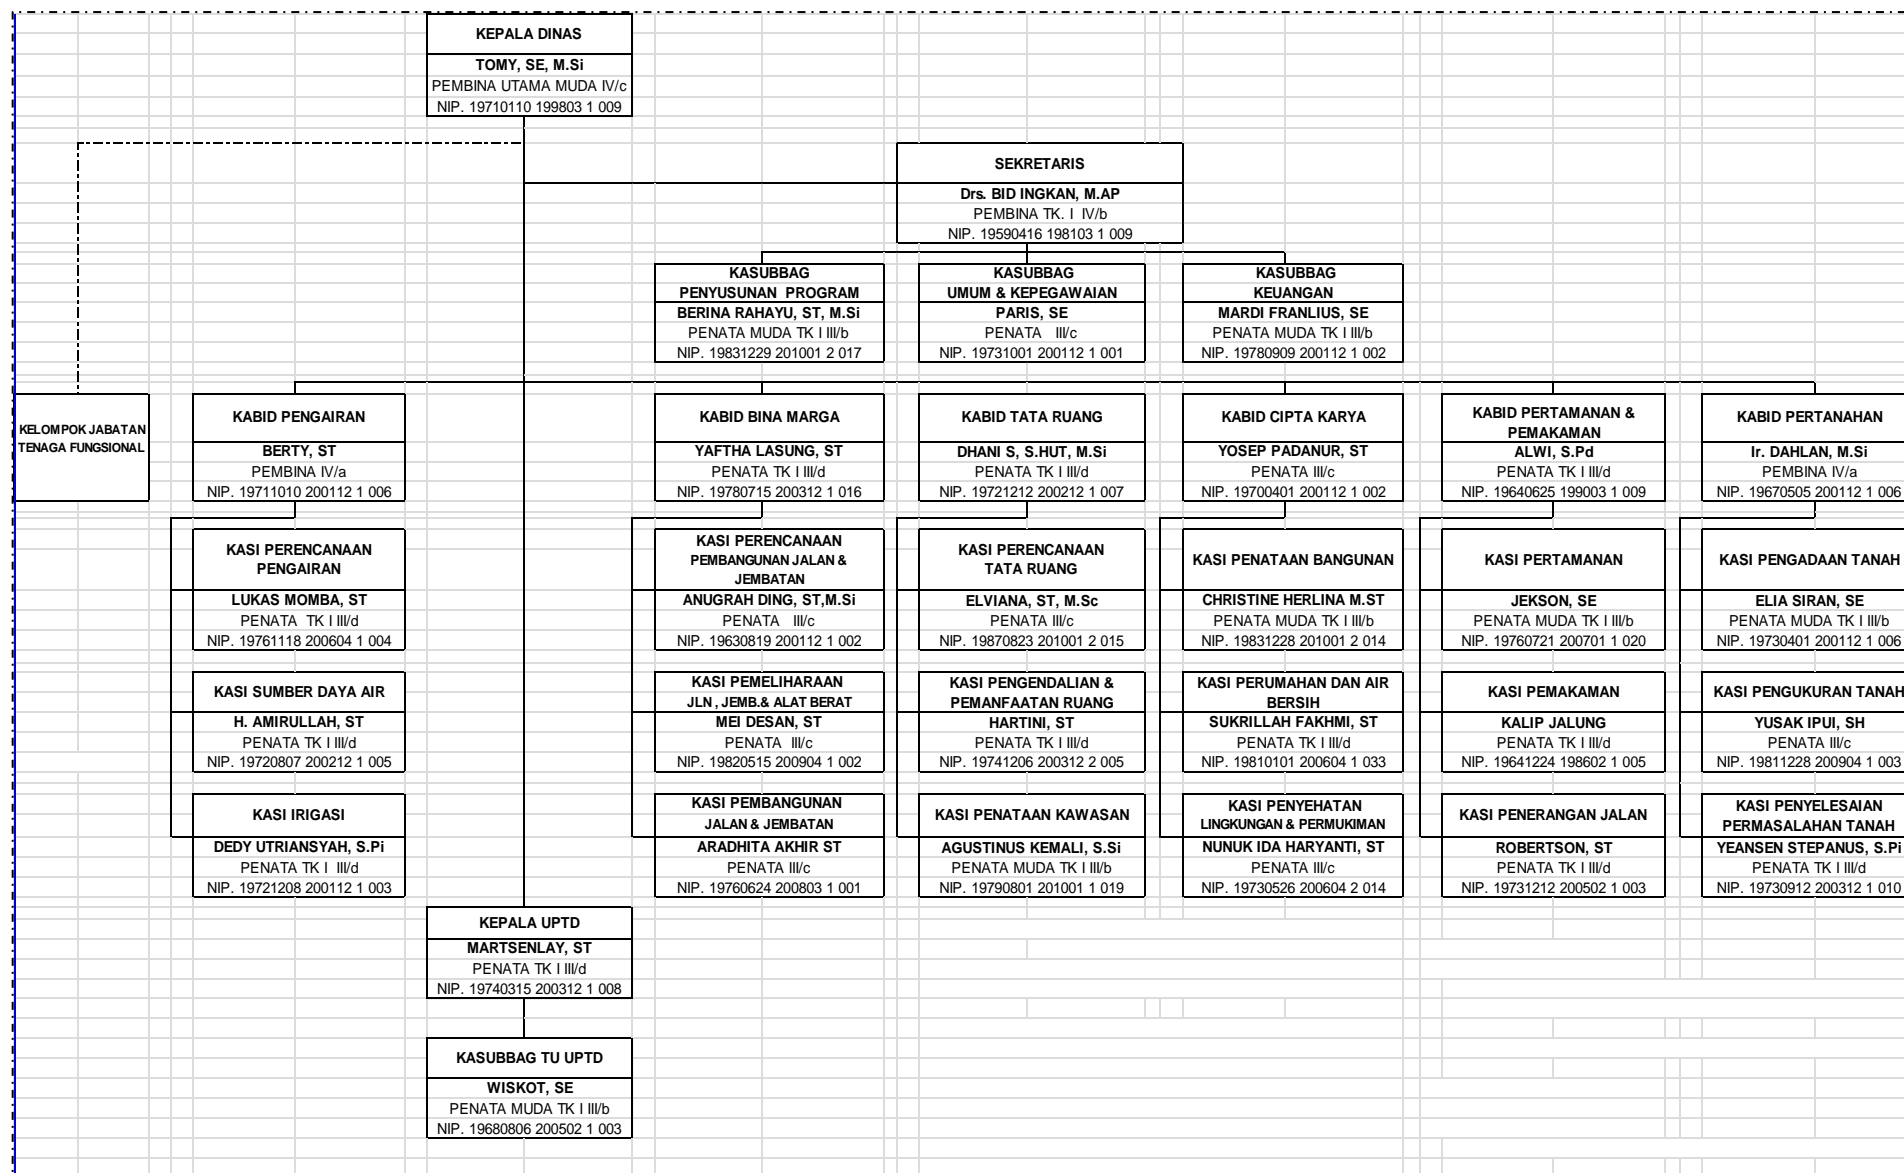 KEPALA DINAS
TOMY, SE, M.Si
PEMBINA UTAMA MUDA IV/c
NIP. 19710110 199803 1 009
SEKRETARIS
Drs. BID INGKAN, M.AP
PEMBINA TK. I IV/b
NIP. 19590416 198103 1 009
KASUBBAG
PENYUSUNAN PROGRAM
BERINA RAHAYU, ST, M.Si
PENATA MUDA TK I III/b
NIP. 19831229 201001 2 017
KASUBBAG
UMUM & KEPEGAWAIAN
PARIS, SE
PENATA III/c
NIP. 19731001 200112 1 001
KASUBBAG
KEUANGAN
MARDI FRANLIUS, SE
PENATA MUDA TK I III/b
NIP. 19780909 200112 1 002
KELOMPOK JABATAN
TENAGA FUNGSIONAL
KABID PENGAIRAN
BERTY, ST
PEMBINA IV/a
NIP. 19711010 200112 1 006
KABID BINA MARGA
YAFTHA LASUNG, ST
PENATA TK I III/d
NIP. 19780715 200312 1 016
KABID TATA RUANG
DHANI S, S.HUT, M.Si
PENATA TK I III/d
NIP. 19721212 200212 1 007
KABID CIPTA KARYA
YOSEP PADANUR, ST
PENATA III/c
NIP. 19700401 200112 1 002
KABID PERTAMANAN &
PEMAKAMAN
ALWI, S.Pd
PENATA TK I III/d
NIP. 19640625 199003 1 009
KABID PERTANAHAN
Ir. DAHLAN, M.Si
PEMBINA IV/a
NIP. 19670505 200112 1 006
KASI PERENCANAAN
PENGAIRAN
LUKAS MOMBA, ST
PENATA TK I III/d
NIP. 19761118 200604 1 004
KASI PERENCANAAN
PEMBANGUNAN JALAN &
JEMBATAN
ANUGRAH DING, ST,M.Si
PENATA III/c
NIP. 19630819 200112 1 002
KASI PERENCANAAN
TATA RUANG
ELVIANA, ST, M.Sc
PENATA III/c
NIP. 19870823 201001 2 015
KASI PENATAAN BANGUNAN
CHRISTINE HERLINA M.ST
PENATA MUDA TK I III/b
NIP. 19831228 201001 2 014
KASI PERTAMANAN
JEKSON, SE
PENATA MUDA TK I III/b
NIP. 19760721 200701 1 020
KASI PENGADAAN TANAH
ELIA SIRAN, SE
PENATA MUDA TK I III/b
NIP. 19730401 200112 1 006
KASI SUMBER DAYA AIR
H. AMIRULLAH, ST
PENATA TK I III/d
NIP. 19720807 200212 1 005
KASI PEMELIHARAAN
JLN , JEMB.& ALAT BERAT
MEI DESAN, ST
PENATA III/c
NIP. 19820515 200904 1 002
KASI PENGENDALIAN &
PEMANFAATAN RUANG
HARTINI, ST
PENATA TK I III/d
NIP. 19741206 200312 2 005
KASI PERUMAHAN DAN AIR
BERSIH
SUKRILLAH FAKHMI, ST
PENATA TK I III/d
NIP. 19810101 200604 1 033
KASI PEMAKAMAN
KALIP JALUNG
PENATA TK I III/d
NIP. 19641224 198602 1 005
KASI PENGUKURAN TANAH
YUSAK IPUI, SH
PENATA III/c
NIP. 19811228 200904 1 003
KASI IRIGASI
DEDY UTRIANSYAH, S.Pi
PENATA TK I III/d
NIP. 19721208 200112 1 003
KASI PEMBANGUNAN
JALAN & JEMBATAN
ARADHITA AKHIR ST
PENATA III/c
NIP. 19760624 200803 1 001
KASI PENATAAN KAWASAN
AGUSTINUS KEMALI, S.Si
PENATA MUDA TK I III/b
NIP. 19790801 201001 1 019
KASI PENYEHATAN
LINGKUNGAN & PERMUKIMAN
NUNUK IDA HARYANTI, ST
PENATA III/c
NIP. 19730526 200604 2 014
KASI PENERANGAN JALAN
ROBERTSON, ST
PENATA TK I III/d
NIP. 19731212 200502 1 003
KASI PENYELESAIAN
PERMASALAHAN TANAH
YEANSEN STEPANUS, S.Pi
PENATA TK I III/d
NIP. 19730912 200312 1 010
KEPALA UPTD
MARTSENLAY, ST
PENATA TK I III/d
NIP. 19740315 200312 1 008
KASUBBAG TU UPTD
WISKOT, SE
PENATA MUDA TK I III/b
NIP. 19680806 200502 1 003